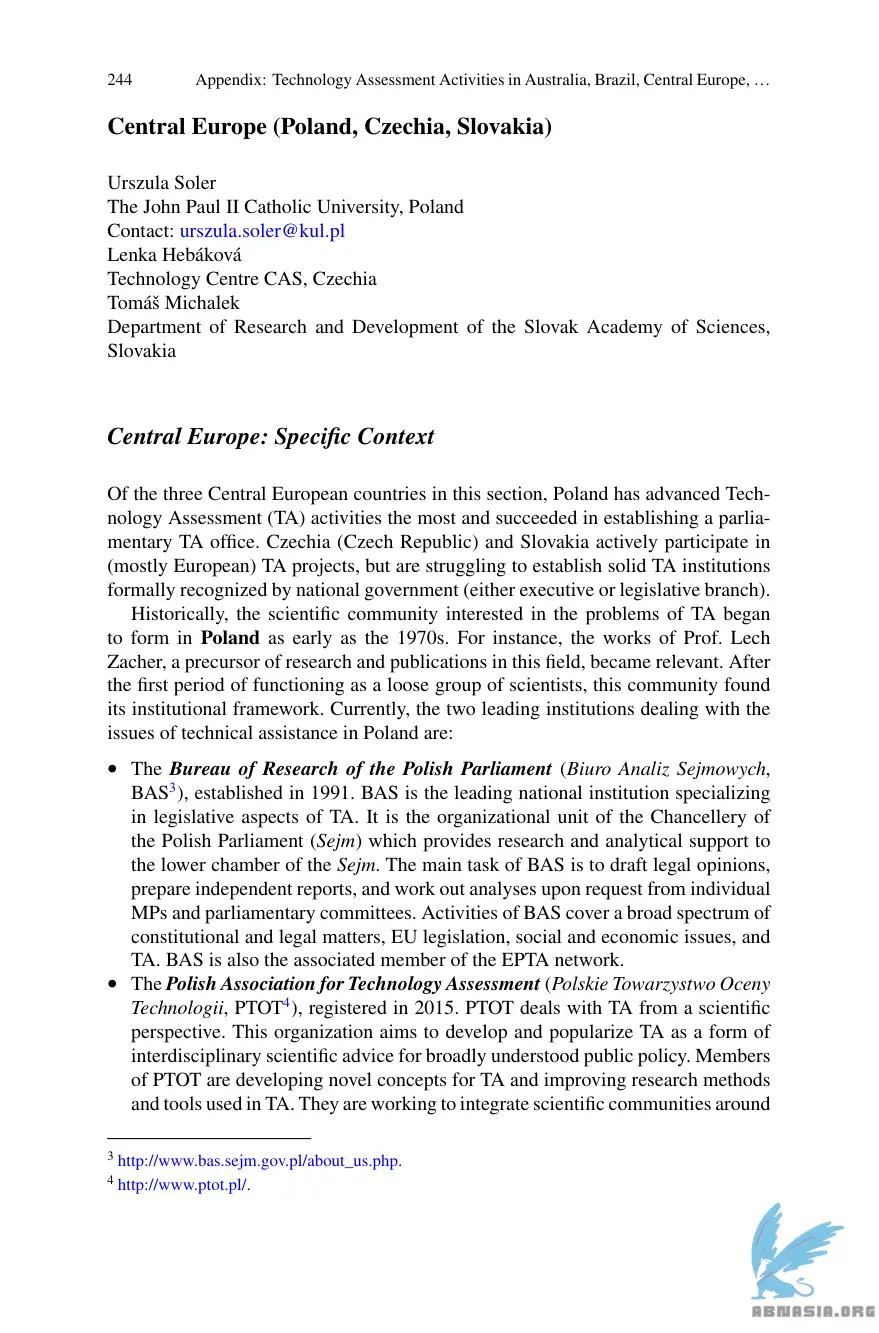 244 Appendix: Technology Assessment Activities in Australia, Brazil, Central Europe, …
Central Europe (Poland, Czechia, Slovakia)
Urszula Soler
The John Paul II Catholic University, Poland
Contact: urszula.soler@kul.pl
Lenka Hebáková
Technology Centre CAS, Czechia
Tomáš Michalek
Department of Research and Development of the Slovak Academy of Sciences,
Slovakia
Central Europe: Specific Context
Of the three Central European countries in this section, Poland has advanced Tech-
nology Assessment (TA) activities the most and succeeded in establishing a parlia-
mentary TA office. Czechia (Czech Republic) and Slovakia actively participate in
(mostly European) TA projects, but are struggling to establish solid TA institutions
formally recognized by national government (either executive or legislative branch).
Historically, the scientific community interested in the problems of TA began
to form in Poland as early as the 1970s. For instance, the works of Prof. Lech
Zacher, a precursor of research and publications in this field, became relevant. After
the first period of functioning as a loose group of scientists, this community found
its institutional framework. Currently, the two leading institutions dealing with the
issues of technical assistance in Poland are:
• The Bureau of Research of the Polish Parliament (Biuro Analiz Sejmowych,
BAS3), established in 1991. BAS is the leading national institution specializing
in legislative aspects of TA. It is the organizational unit of the Chancellery of
the Polish Parliament (Sejm) which provides research and analytical support to
the lower chamber of the Sejm. The main task of BAS is to draft legal opinions,
prepare independent reports, and work out analyses upon request from individual
MPs and parliamentary committees. Activities of BAS cover a broad spectrum of
constitutional and legal matters, EU legislation, social and economic issues, and
TA. BAS is also the associated member of the EPTA network.
• The Polish Association for Technology Assessment (Polskie Towarzystwo Oceny
Technologii, PTOT4), registered in 2015. PTOT deals with TA from a scientific
perspective. This organization aims to develop and popularize TA as a form of
interdisciplinary scientific advice for broadly understood public policy. Members
of PTOT are developing novel concepts for TA and improving research methods
and tools used in TA. They are working to integrate scientific communities around
3 http://www.bas.sejm.gov.pl/about_us.php.
4 http://www.ptot.pl/.
ABNASIA.ORG